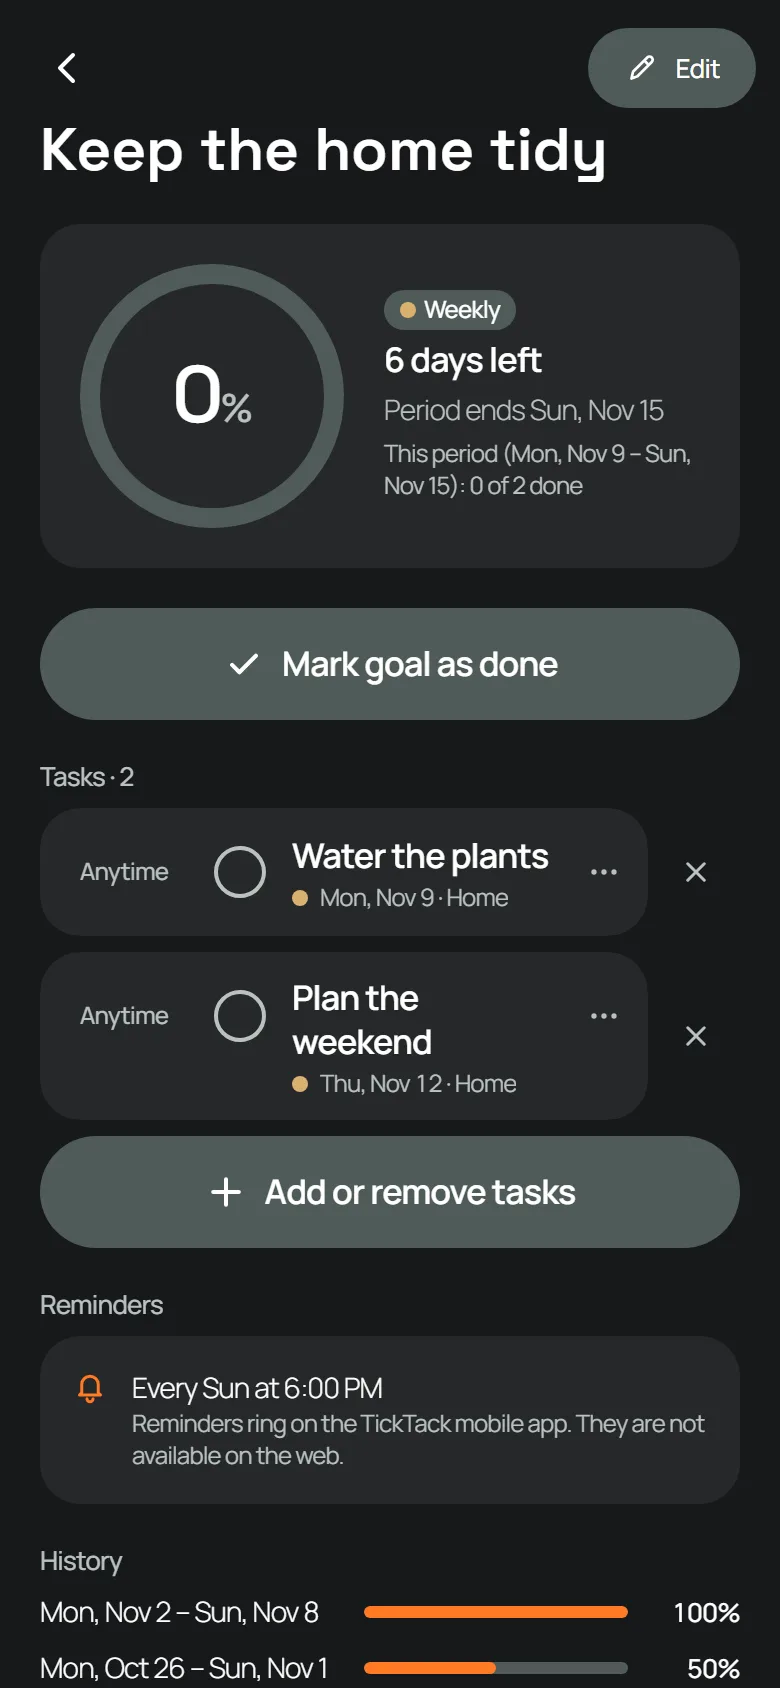 Edit
Keep the home tidy
0%
Weekly
6 days left
Period ends Sun, Nov 15
This period (Mon, Nov 9 – Sun,
Nov 15): 0 of 2 done
Mark goal as done
Tasks · 2
Anytime
Water the plants
Mon, Nov 9 · Home
Anytime
Plan the
weekend
Thu, Nov 12 · Home
Add or remove tasks
Reminders
Every Sun at 6:00 PM
Reminders ring on the TickTack mobile app. They are not
available on the web.
History
Mon, Nov 2 – Sun, Nov 8 100%
Mon, Oct 26 – Sun, Nov 1 50%